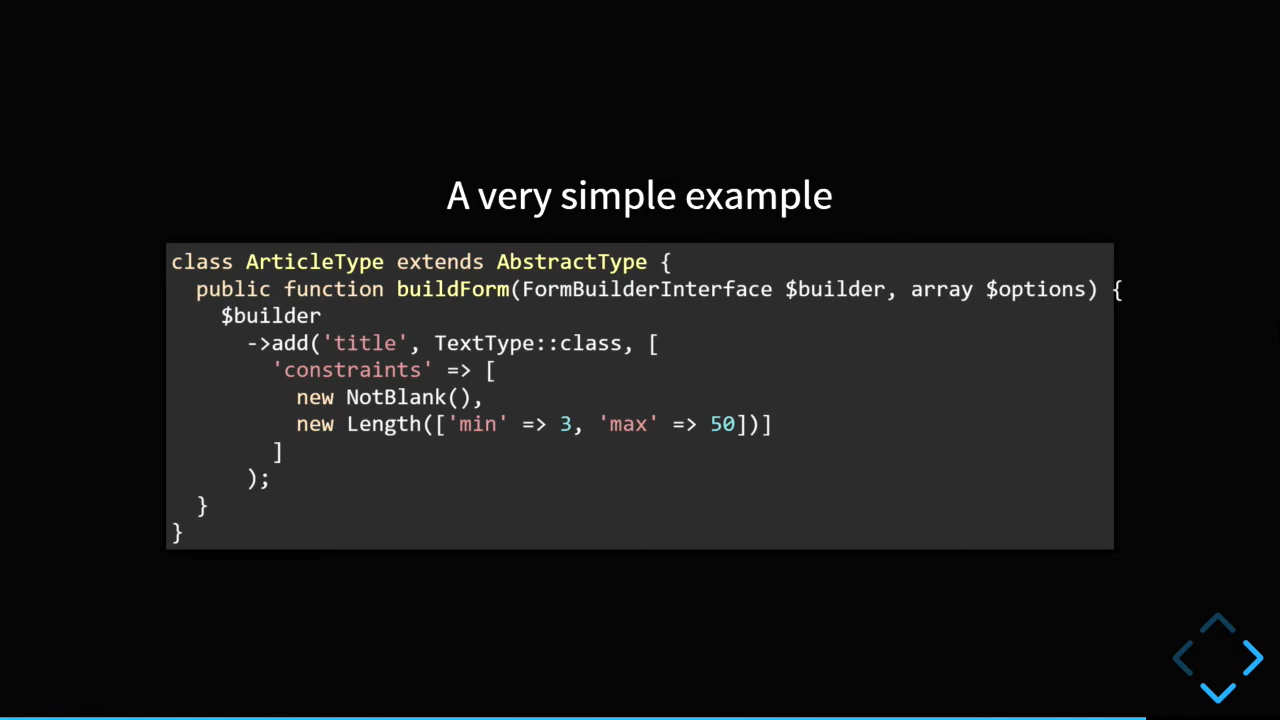 A very simple example
class ArticleType extends AbstractType {
  public function buildForm(FormBuilderInterface $builder, array $options) {
    $builder
      ->add('title', TextType::class, [
        'constraints' => [
          new NotBlank(),
          new Length(['min' => 3, 'max' => 50])]
        ]
      );
  }
}